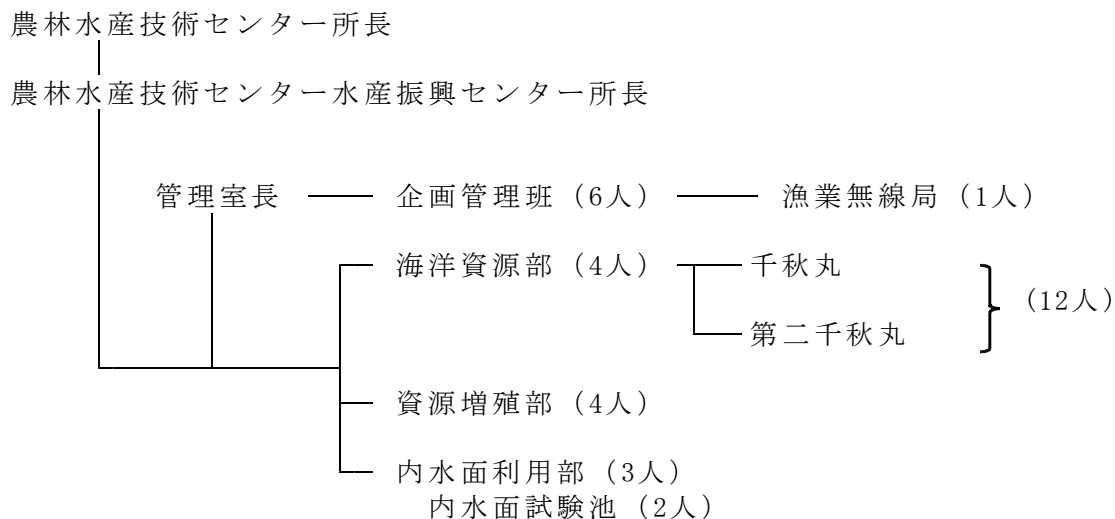 農林水産技術センター所長
農林水産技術センター水産振興センター所長
管理室長 企画管理班（6人） 漁業無線局（1人）
海洋資源部（4人） 千秋丸
（12人）
第二千秋丸
資源増殖部（4人）
内水面利用部（3人）
内水面試験池（2人）